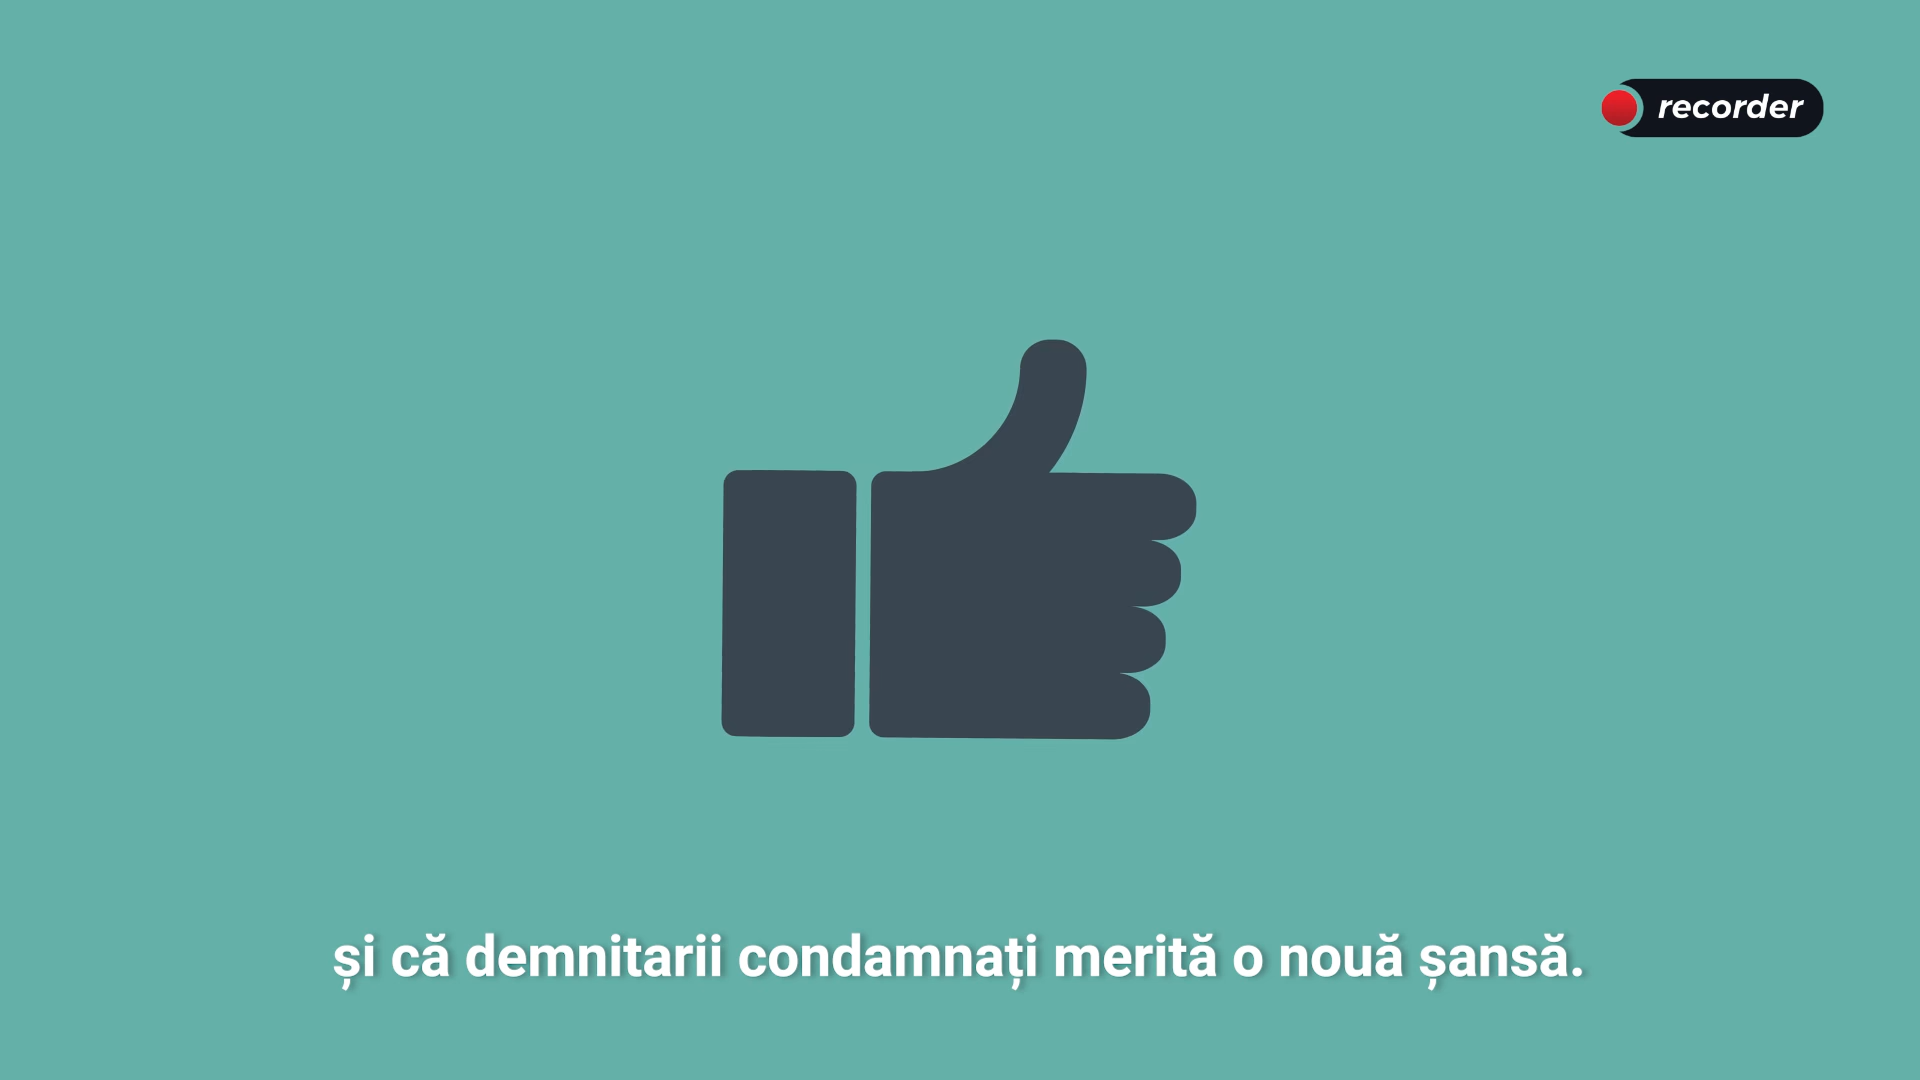 recorder
și că demnitarii condamnați merită o nouă șansă.